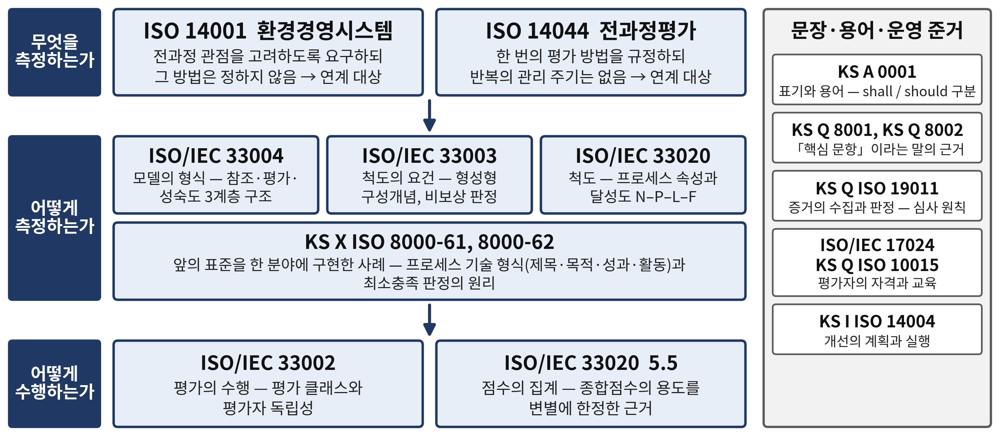 무엇을
측정하는가
ISO 14001 환경경영시스템
전과정 관점을 고려하도록 요구하되
그 방법은 정하지 않음 → 연계 대상
ISO 14044 전과정평가
한 번의 평가 방법을 규정하되
반복의 관리 주기는 없음 → 연계 대상
어떻게
측정하는가
ISO/IEC 33004
모델의 형식 — 참조·평가·
성숙도 3계층 구조
ISO/IEC 33003
척도의 요건 — 형성형
구성개념, 비보상 판정
ISO/IEC 33020
척도 — 프로세스 속성과
달성도 N–P–L–F
KS X ISO 8000-61, 8000-62
앞의 표준을 한 분야에 구현한 사례 — 프로세스 기술 형식(제목·목적·성과·활동)과
최소충족 판정의 원리
어떻게
수행하는가
ISO/IEC 33002
평가의 수행 — 평가 클래스와
평가자 독립성
ISO/IEC 33020 5.5
점수의 집계 — 종합점수의 용도를
변별에 한정한 근거
문장·용어·운영 준거
KS A 0001
표기와 용어 — shall / should 구분
KS Q 8001, KS Q 8002
「핵심 문항」이라는 말의 근거
KS Q ISO 19011
증거의 수집과 판정 — 심사 원칙
ISO/IEC 17024
KS Q ISO 10015
평가자의 자격과 교육
KS I ISO 14004
개선의 계획과 실행